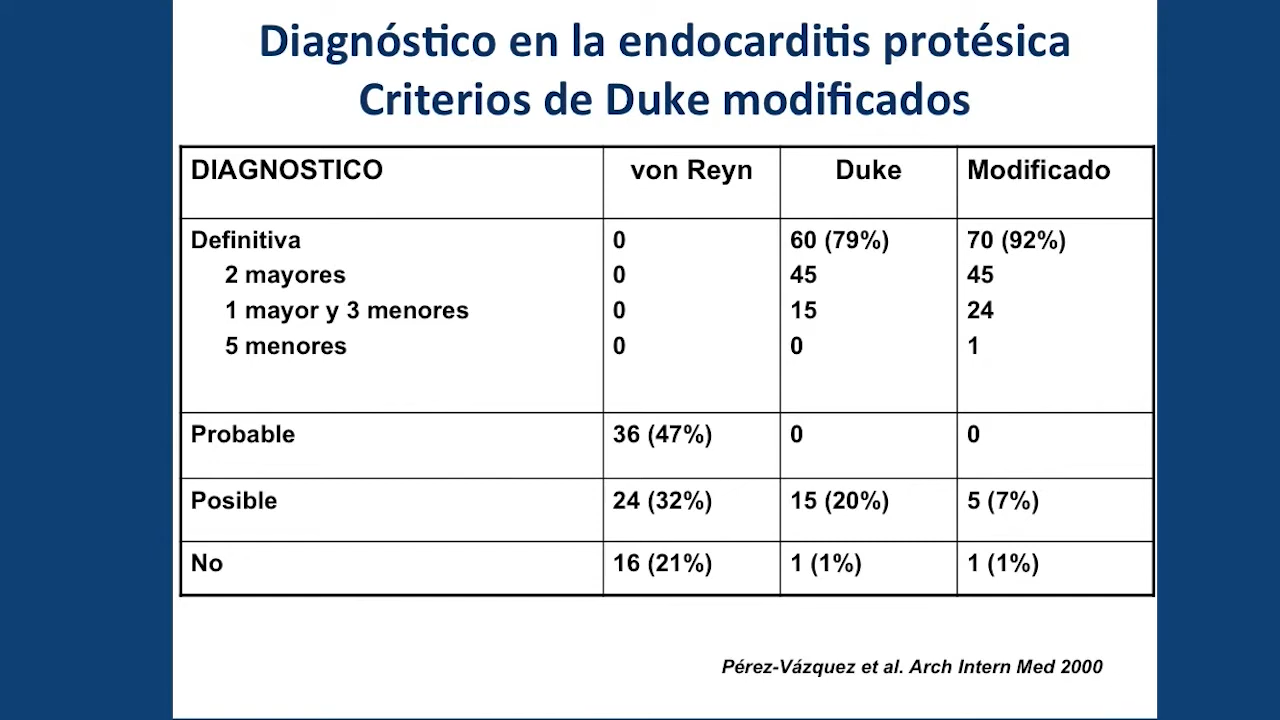 Diagnóstico en la endocarditis protésica
Criterios de Duke modificados
DIAGNOSTICO von Reyn Duke Modificado
Definitiva 0 60 (79%) 70 (92%)
2 mayores 0 45 45
1 mayor y 3 menores 0 15 24
5 menores 0 0 1
Probable 36 (47%) 0 0
Posible 24 (32%) 15 (20%) 5 (7%)
No 16 (21%) 1 (1%) 1 (1%)
Pérez-Vázquez et al. Arch Intern Med 2000